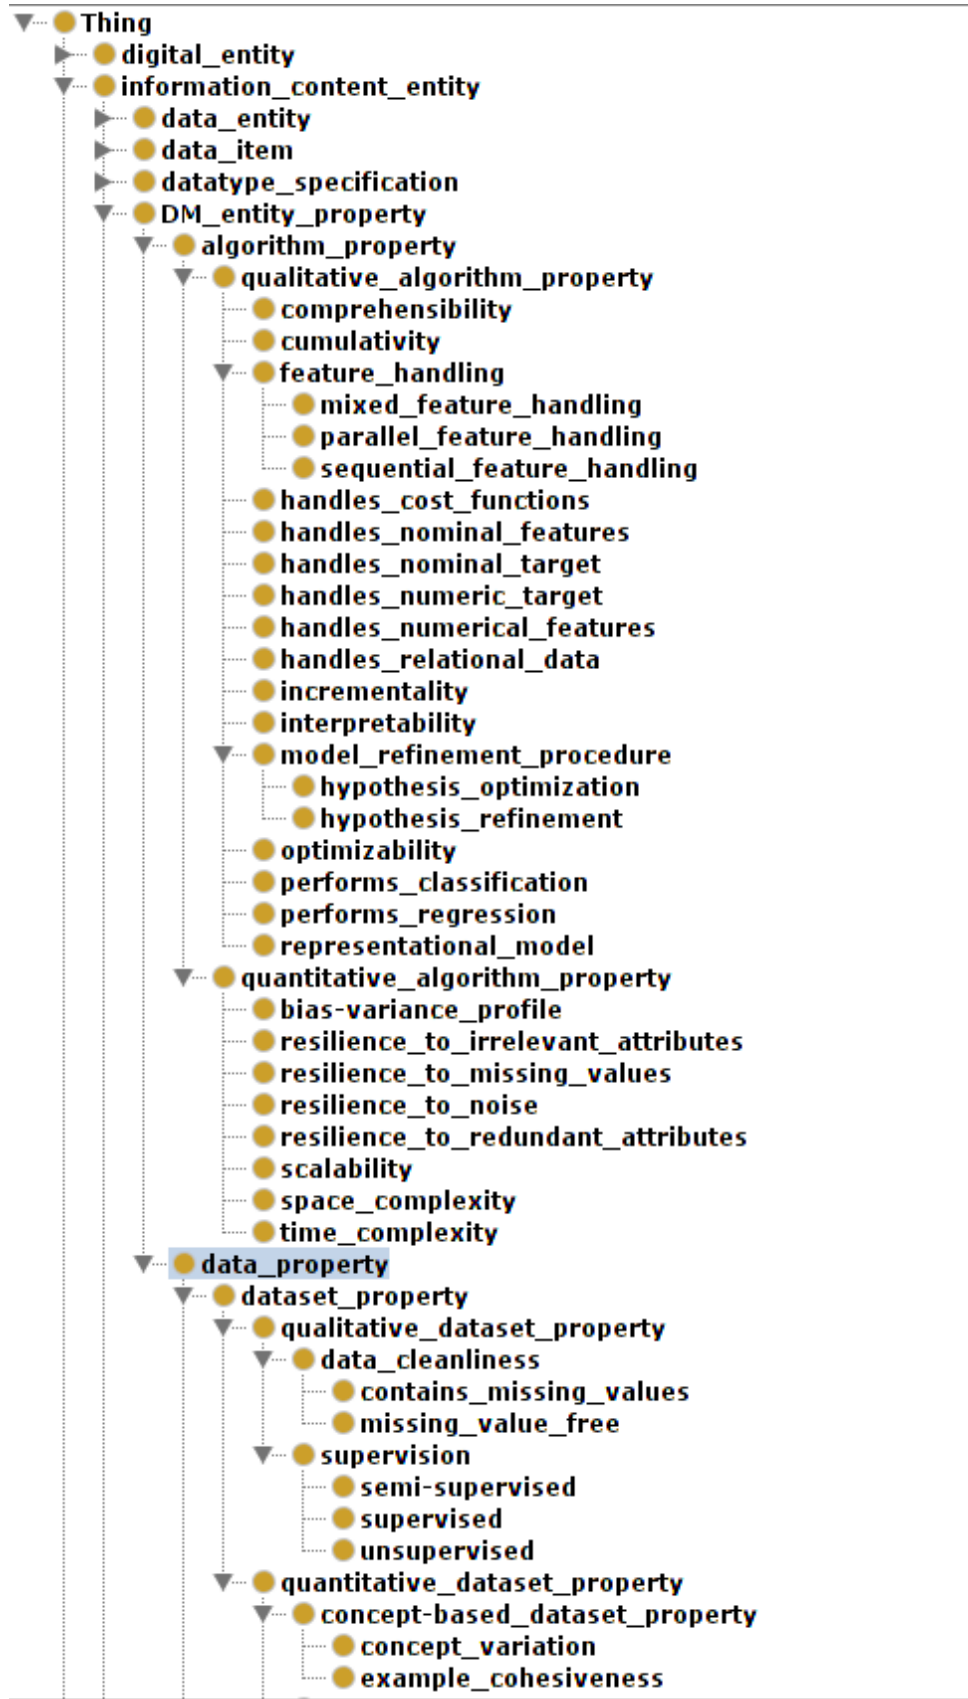 Thing
digital_entity
information_content_entity
data_entity
data_item
datatype_specification
DM_entity_property
algorithm_property
qualitative_algorithm_property
comprehensibility
cumulativity
feature_handling
mixed_feature_handling
parallel_feature_handling
sequential_feature_handling
handles_cost_functions
handles_nominal_features
handles_nominal_target
handles_numeric_target
handles_numerical_features
handles_relational_data
incrementality
interpretability
model_refinement_procedure
hypothesis_optimization
hypothesis_refinement
optimizability
performs_classification
performs_regression
representational_model
quantitative_algorithm_property
bias-variance_profile
resilience_to_irrelevant_attributes
resilience_to_missing_values
resilience_to_noise
resilience_to_redundant_attributes
scalability
space_complexity
time_complexity
data_property
dataset_property
qualitative_dataset_property
data_cleanliness
contains_missing_values
missing_value_free
supervision
semi-supervised
supervised
unsupervised
quantitative_dataset_property
concept-based_dataset_property
concept_variation
example_cohesiveness